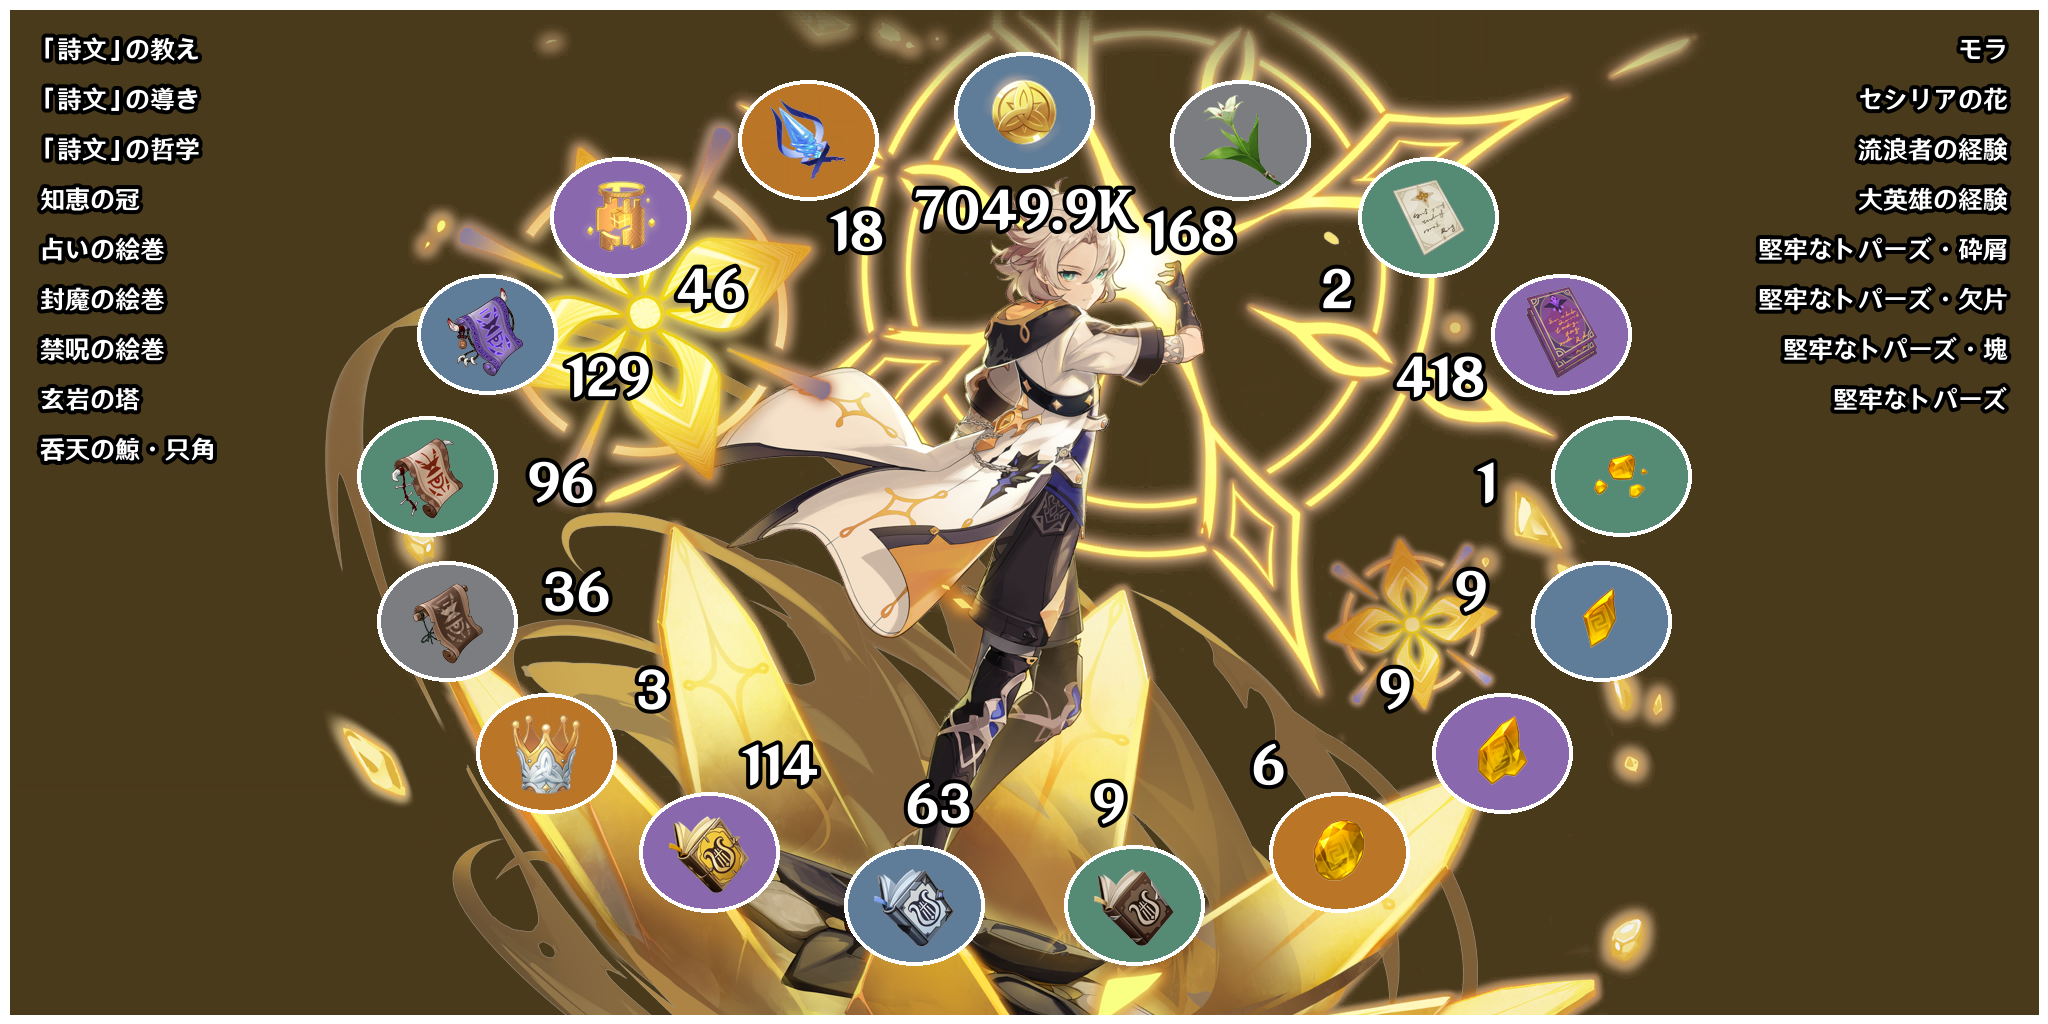 「詩文」の教え
「詩文」の導き
「詩文」の哲学
知恵の冠
占いの絵巻
封魔の絵巻
禁呪の絵巻
玄岩の塔
呑天の鯨・只角
モラ
セシリアの花
流浪者の経験
大英雄の経験
堅牢なトパーズ・砕屑
堅牢なトパーズ・欠片
堅牢なトパーズ・塊
堅牢なトパーズ
7049.9K
168
2
418
1
9
9
6
9
63
114
3
36
96
129
46
18